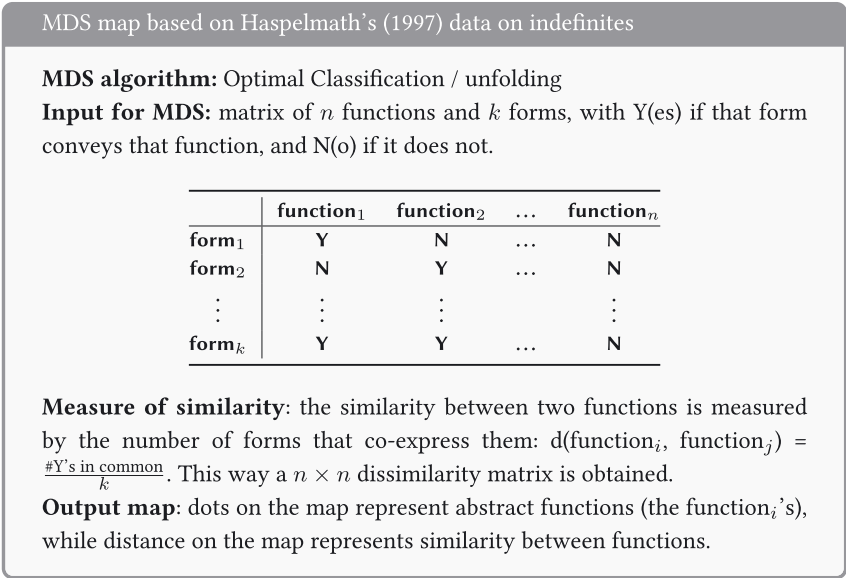 MDS map based on Haspelmath's (1997) data on indefinites
MDS algorithm: Optimal Classification / unfolding
Input for MDS: matrix of n functions and k forms, with Y(es) if that form
conveys that function, and N(o) if it does not.
function₁ function₂ ... functionₙ
form₁ Y N ... N
form₂ N Y ... N
⋮ ⋮ ⋮ ⋮
formₖ Y Y ... N
Measure of similarity: the similarity between two functions is measured
by the number of forms that co-express them: d(functionᵢ, functionⱼ) =
#Y's in common / k. This way a n × n dissimilarity matrix is obtained.
Output map: dots on the map represent abstract functions (the functionᵢ's),
while distance on the map represents similarity between functions.